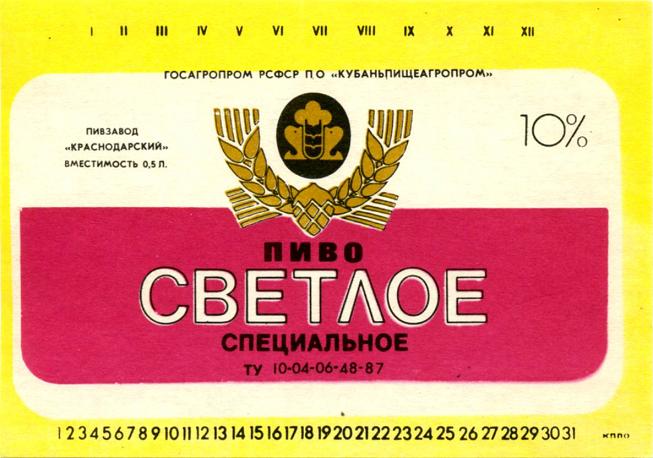 I II III IV V VI VII VIII IX X XI XII
ГОСАГРОПРОМ РСФСР П.О «КУБАНЬПИЩЕАГРОПРОМ»
ПИВЗАВОД
«КРАСНОДАРСКИЙ»
ВМЕСТИМОСТЬ 0,5 Л.
10%
ПИВО
СВЕТЛОЕ
СПЕЦИАЛЬНОЕ
ТУ 10-04-06-48-87
1 2 3 4 5 6 7 8 9 10 11 12 13 14 15 16 17 18 19 20 21 22 23 24 25 26 27 28 29 30 31
КППО